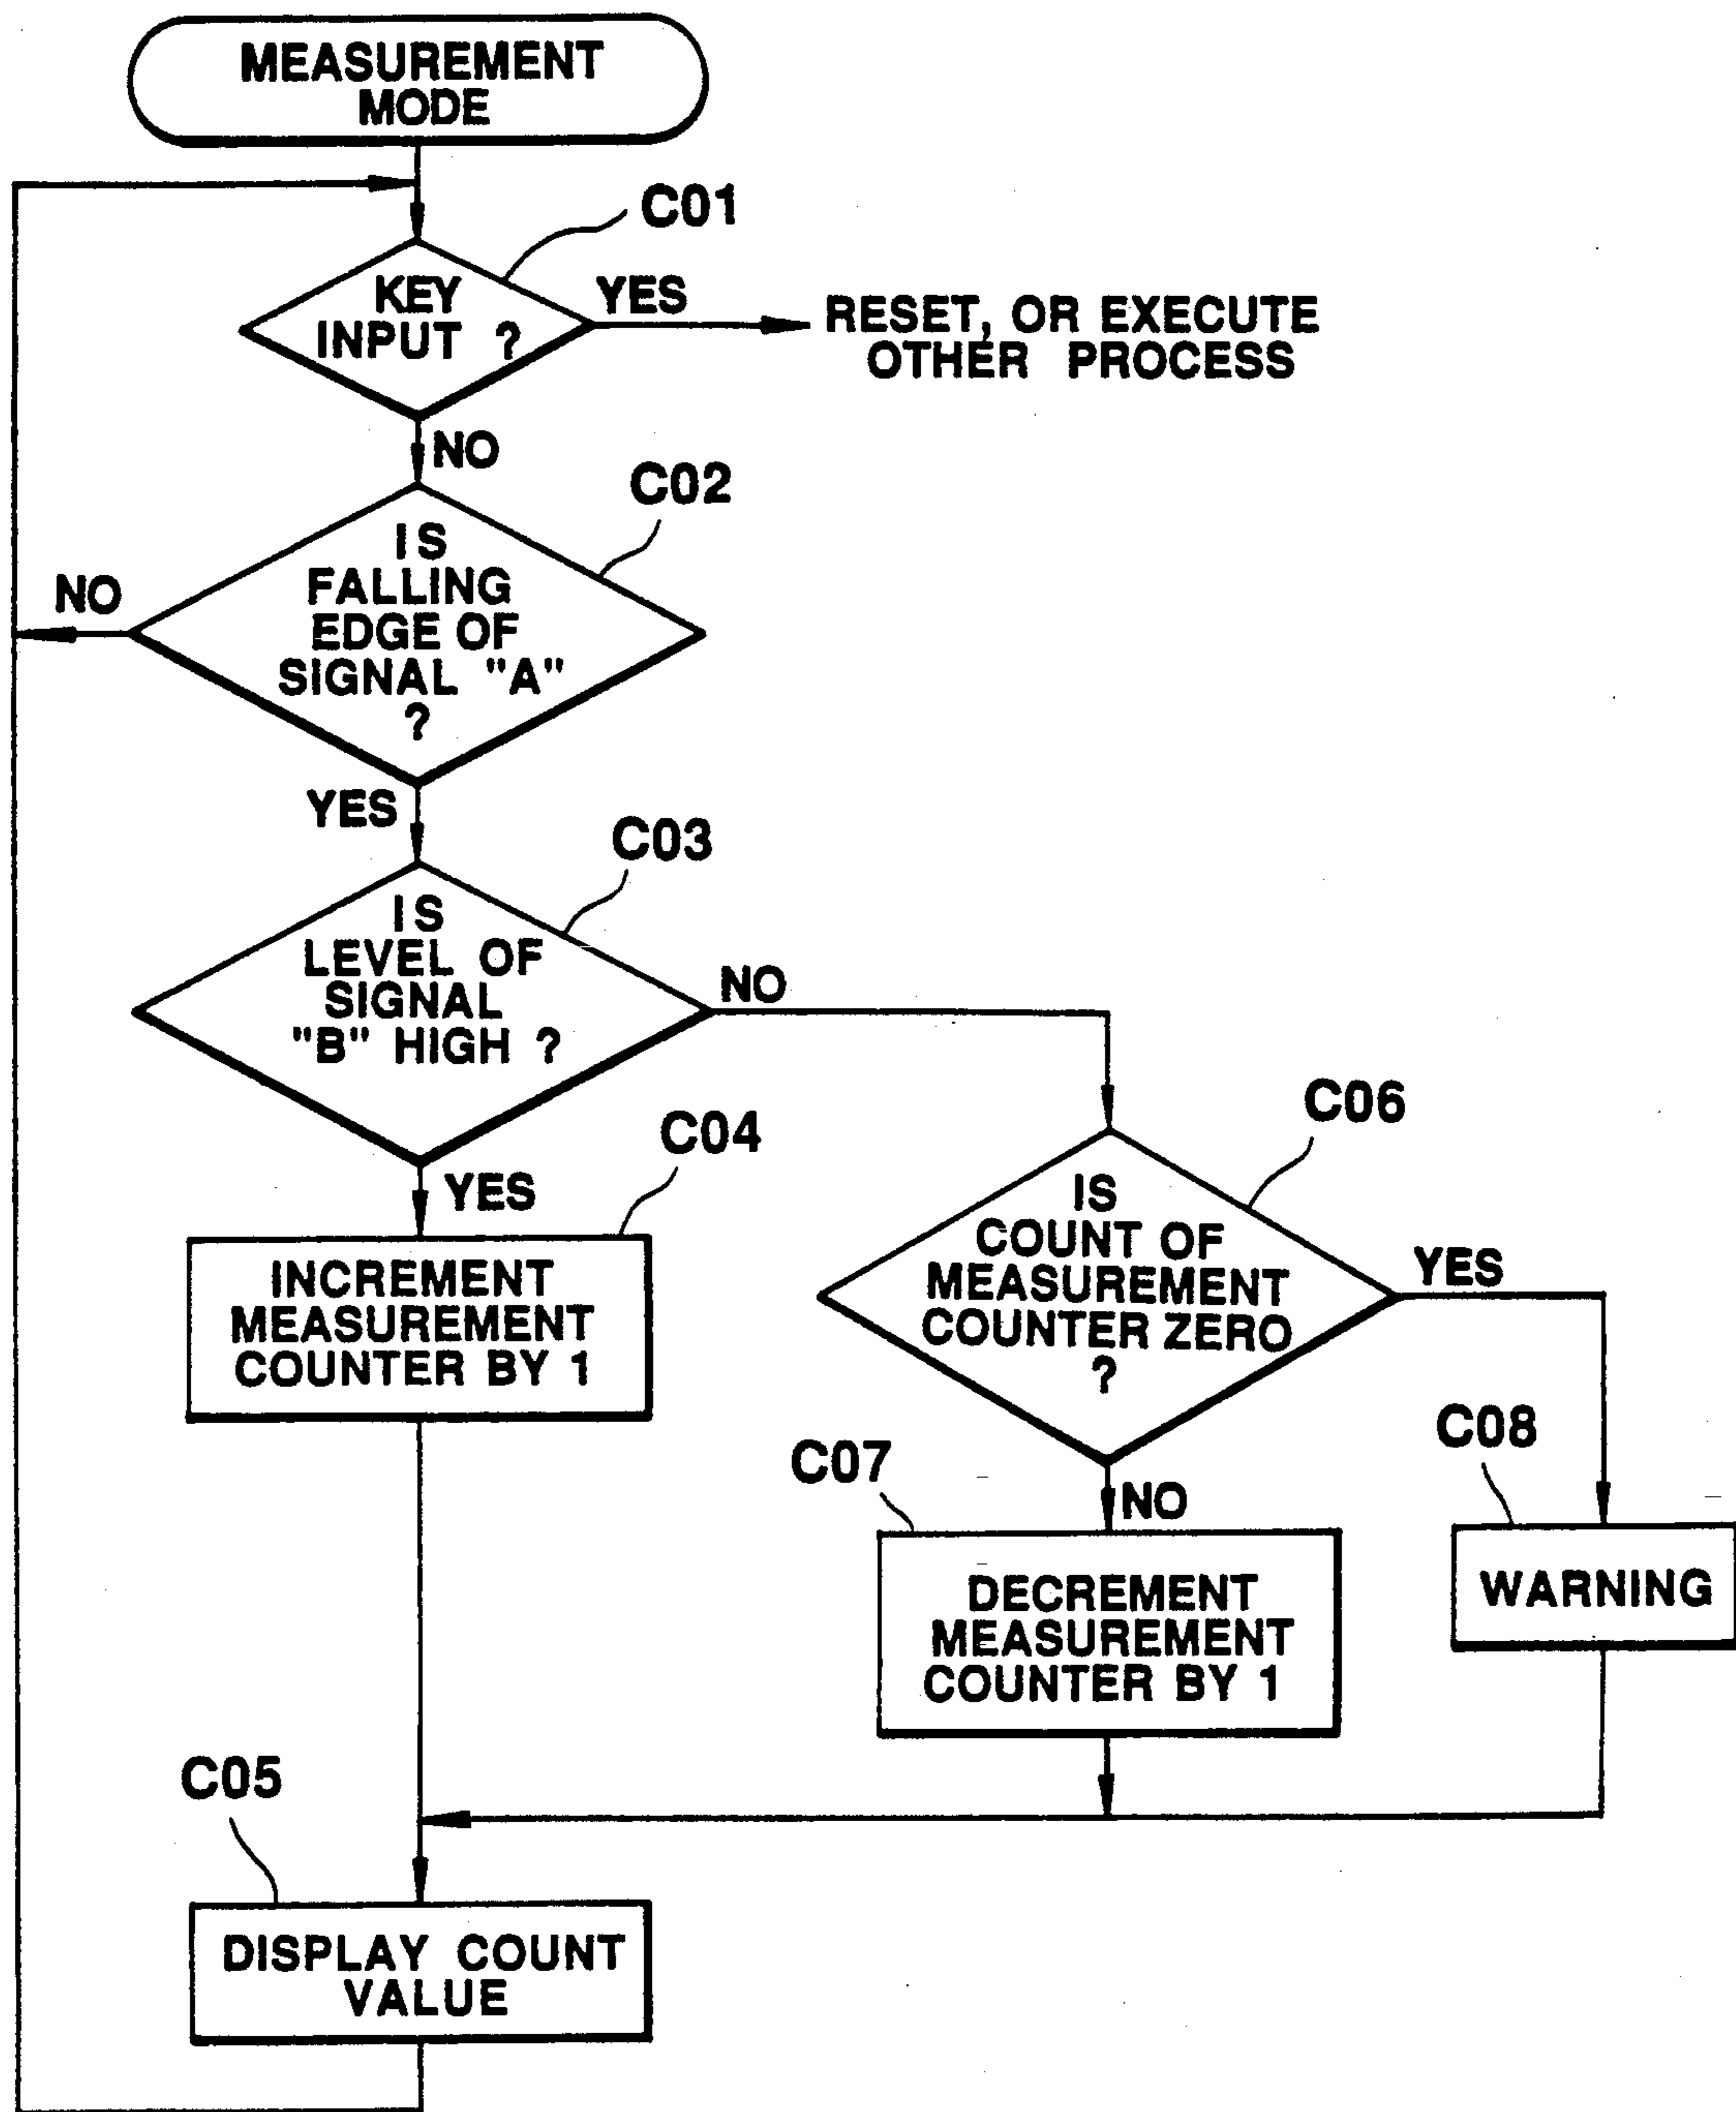 MEASUREMENT
MODE
C01
KEY
INPUT ?
YES
RESET, OR EXECUTE
OTHER PROCESS
NO
C02
IS
FALLING
EDGE OF
SIGNAL "A"
?
NO
YES
C03
IS
LEVEL OF
SIGNAL
"B" HIGH ?
NO
YES
C04
INCREMENT
MEASUREMENT
COUNTER BY 1
C06
IS
COUNT OF
MEASUREMENT
COUNTER ZERO
?
YES
NO
C07
DECREMENT
MEASUREMENT
COUNTER BY 1
C08
WARNING
C05
DISPLAY COUNT
VALUE